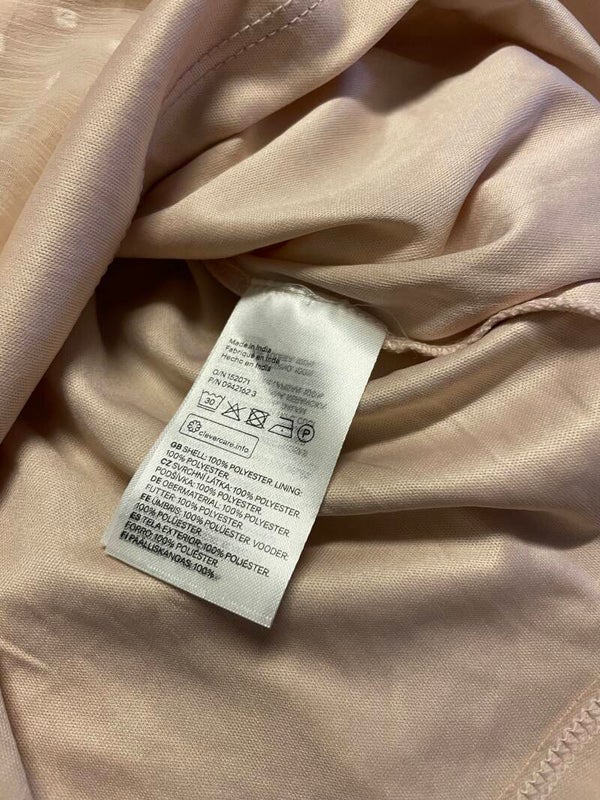 Made in India
Fabriqué en Inde
Hecho en India
O/N 152071
P/N 0942162 3
30
P
clevercare.info
GB SHELL: 100% POLYESTER. LINING:
100% POLYESTER
CZ SVRCHNÍ LÁTKA: 100% POLYESTER.
PODŠÍVKA: 100% POLYESTER
DE OBERMATERIAL: 100% POLYESTER.
FUTTER: 100% POLYESTER
EE ÜMBRIS: 100% POLÜESTER. VOODER:
100% POLÜESTER
ES TELA EXTERIOR: 100% POLIÉSTER.
FORRO: 100% POLIÉSTER
FI PÄÄLLISKANGAS: 100%